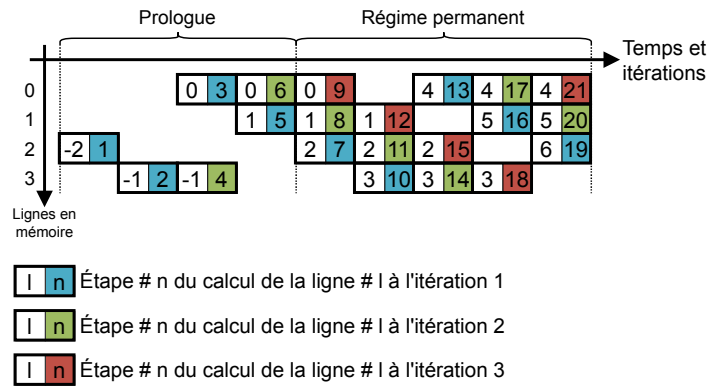 Prologue Régime permanent
Temps et
itérations
0 0 3 0 6 0 9 4 13 4 17 4 21
1 1 5 1 8 1 12 5 16 5 20
2 -2 1 2 7 2 11 2 15 6 19
3 -1 2 -1 4 3 10 3 14 3 18
Lignes en
mémoire
l n Étape # n du calcul de la ligne # l à l'itération 1
l n Étape # n du calcul de la ligne # l à l'itération 2
l n Étape # n du calcul de la ligne # l à l'itération 3